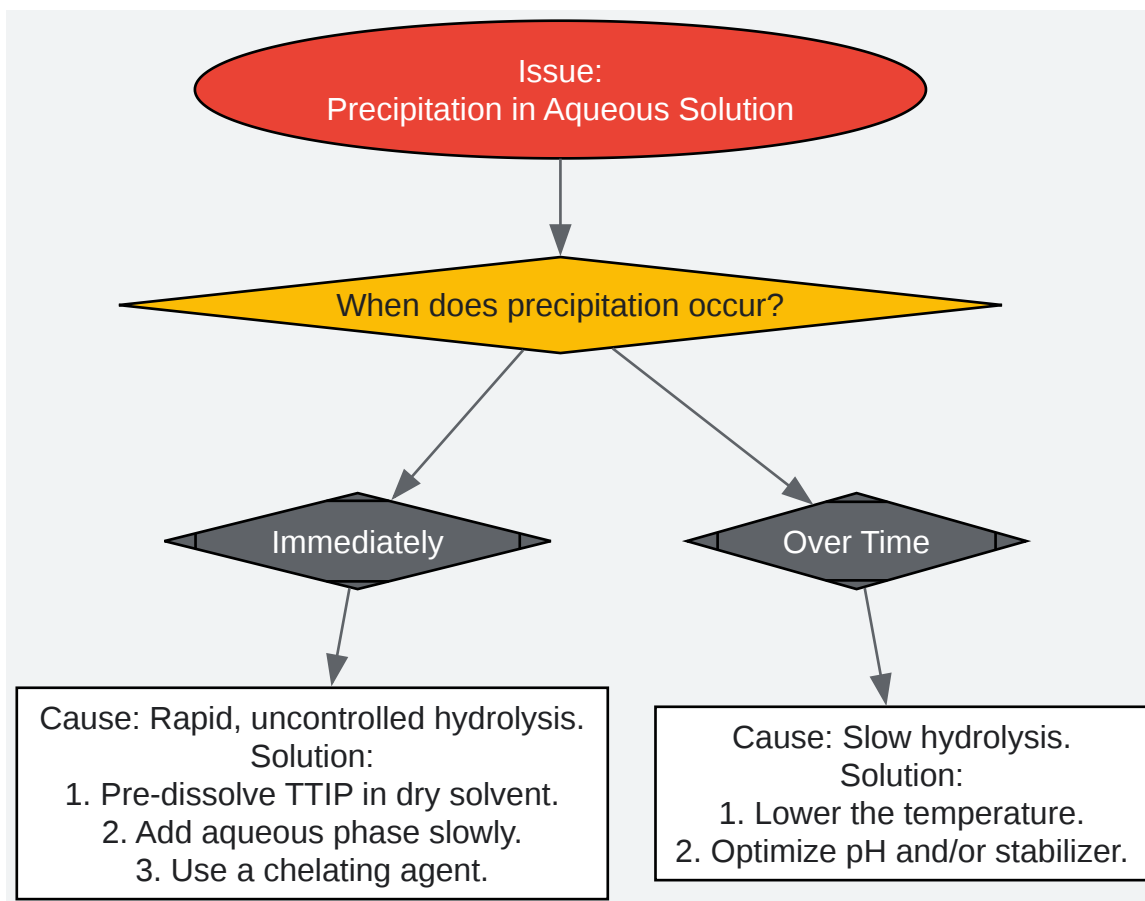 Issue:
Precipitation in Aqueous Solution
When does precipitation occur?
Immediately
Over Time
Cause: Rapid, uncontrolled hydrolysis.
Solution:
1. Pre-dissolve TTIP in dry solvent.
2. Add aqueous phase slowly.
3. Use a chelating agent.
Cause: Slow hydrolysis.
Solution:
1. Lower the temperature.
2. Optimize pH and/or stabilizer.